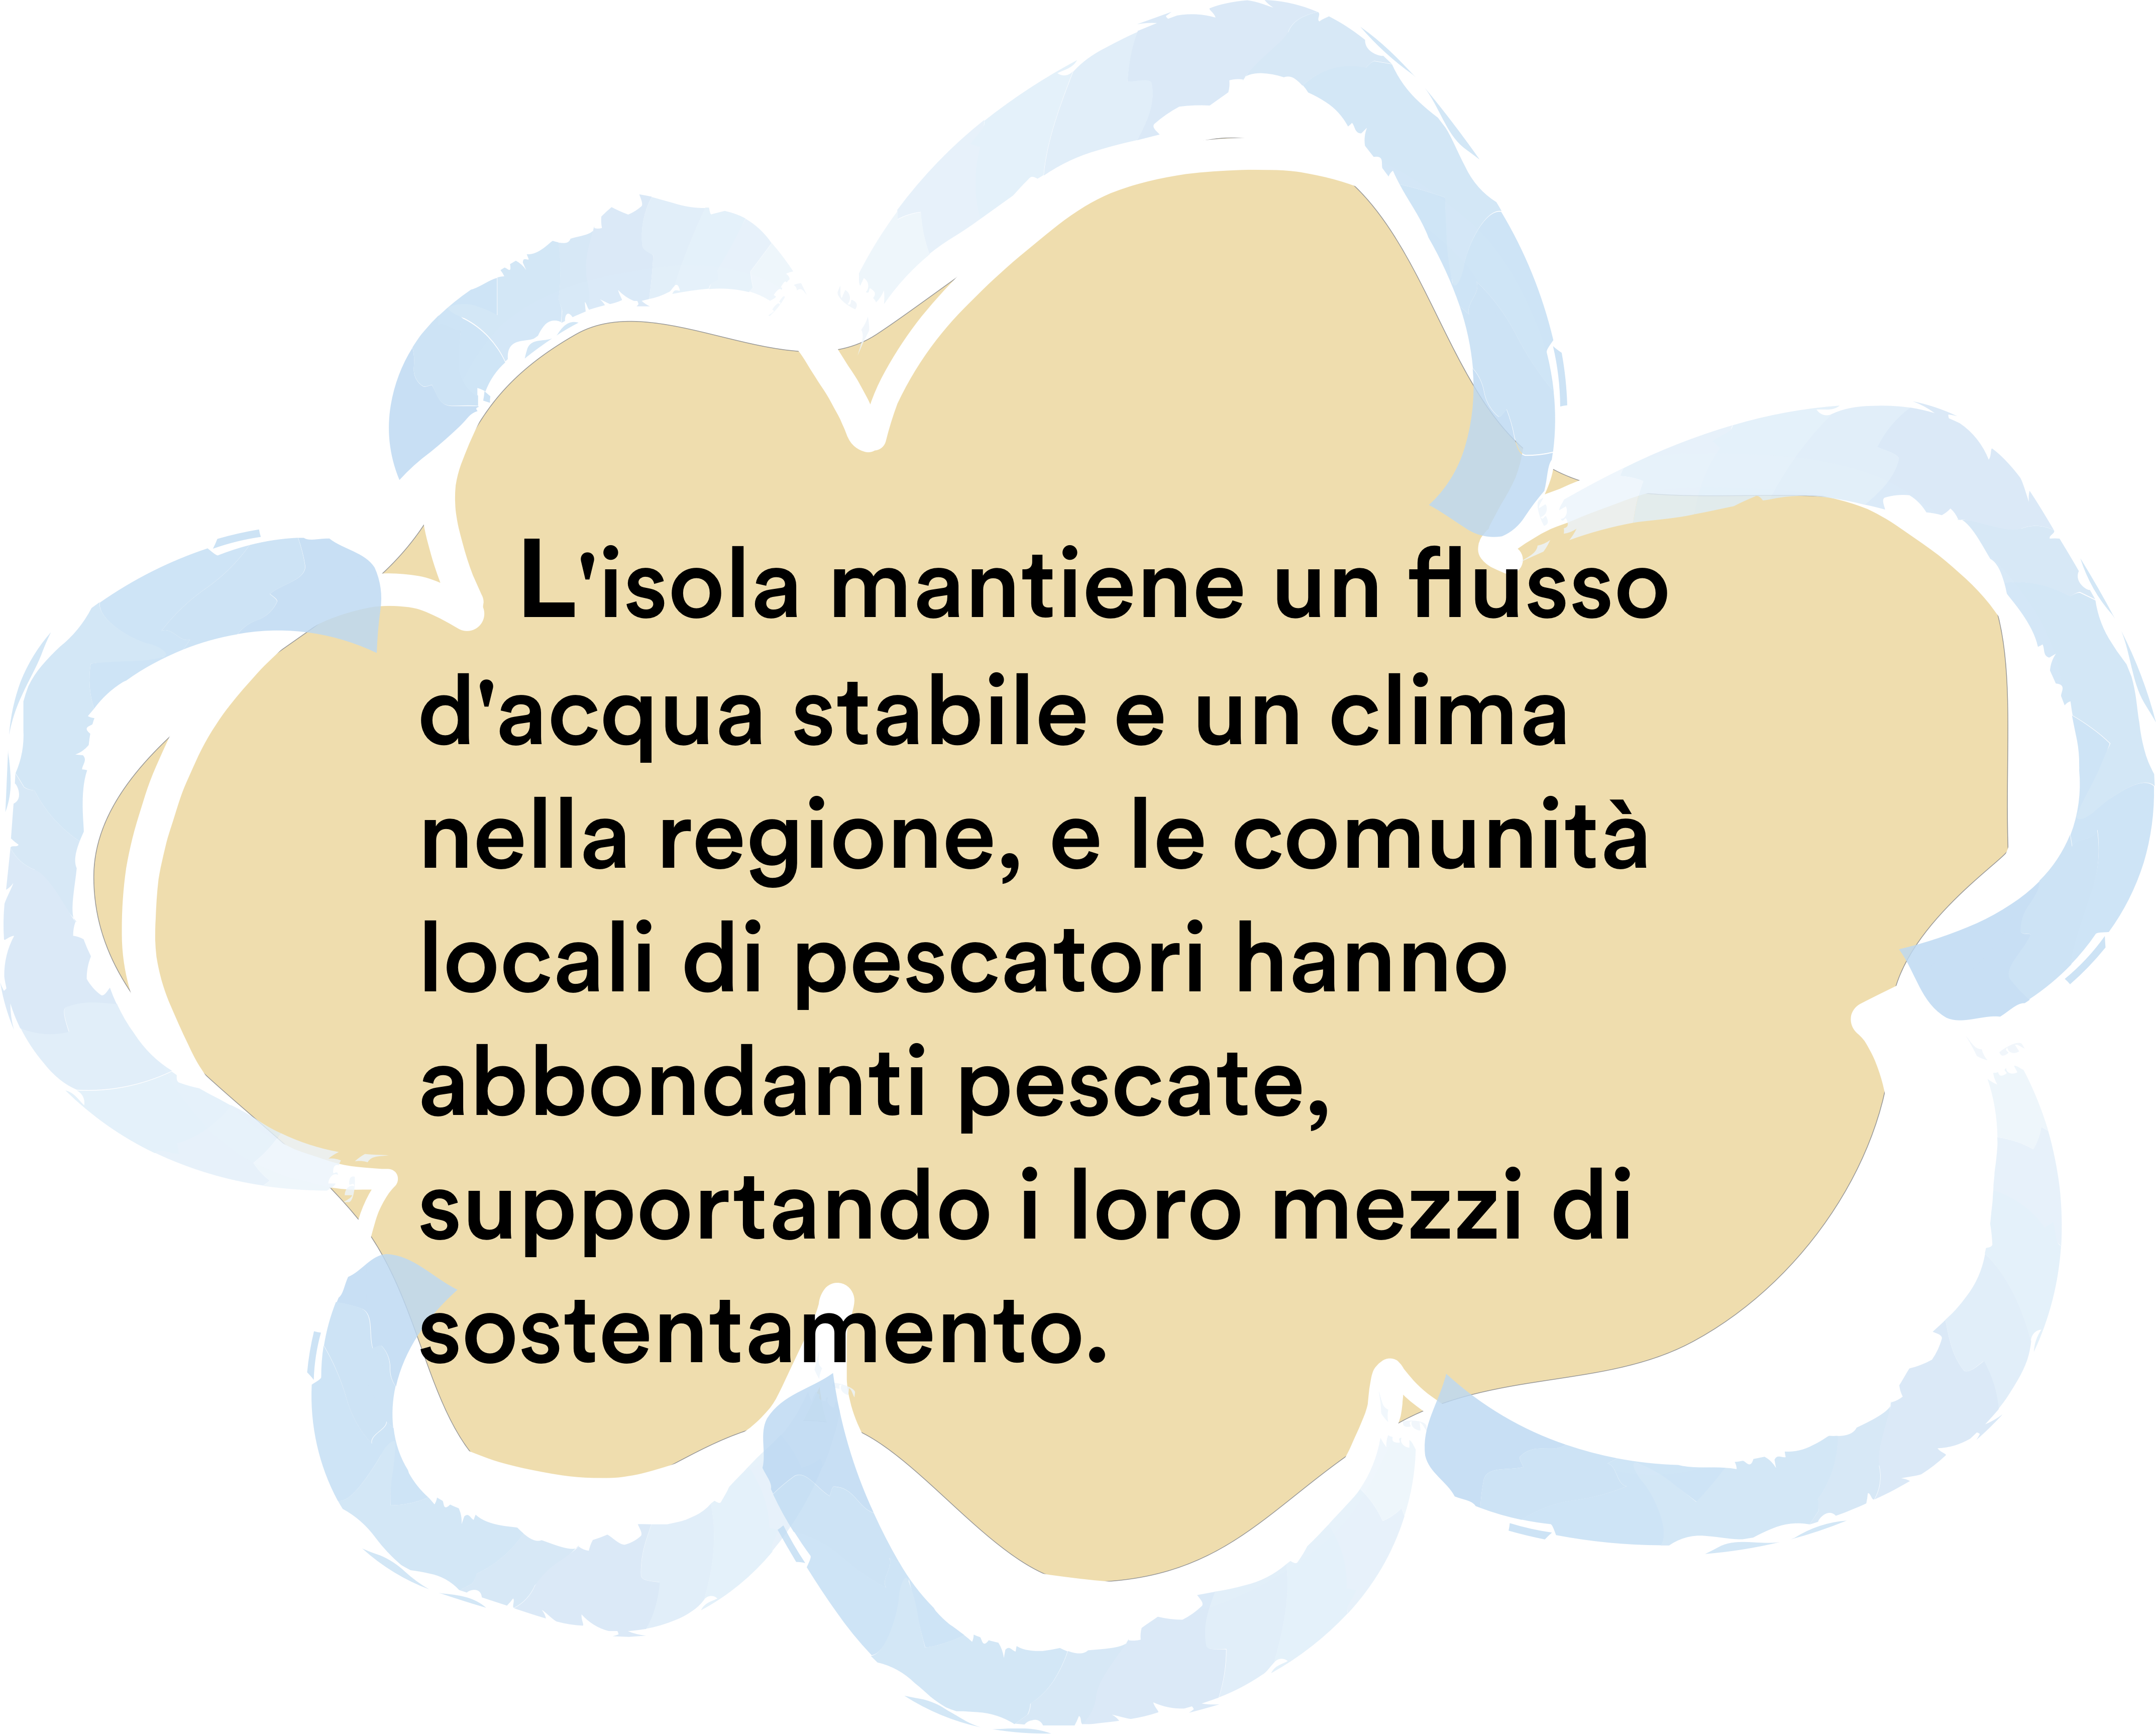 L'isola mantiene un flusso
d'acqua stabile e un clima
nella regione, e le comunità
locali di pescatori hanno
abbondanti pescate,
supportando i loro mezzi di
sostentamento.